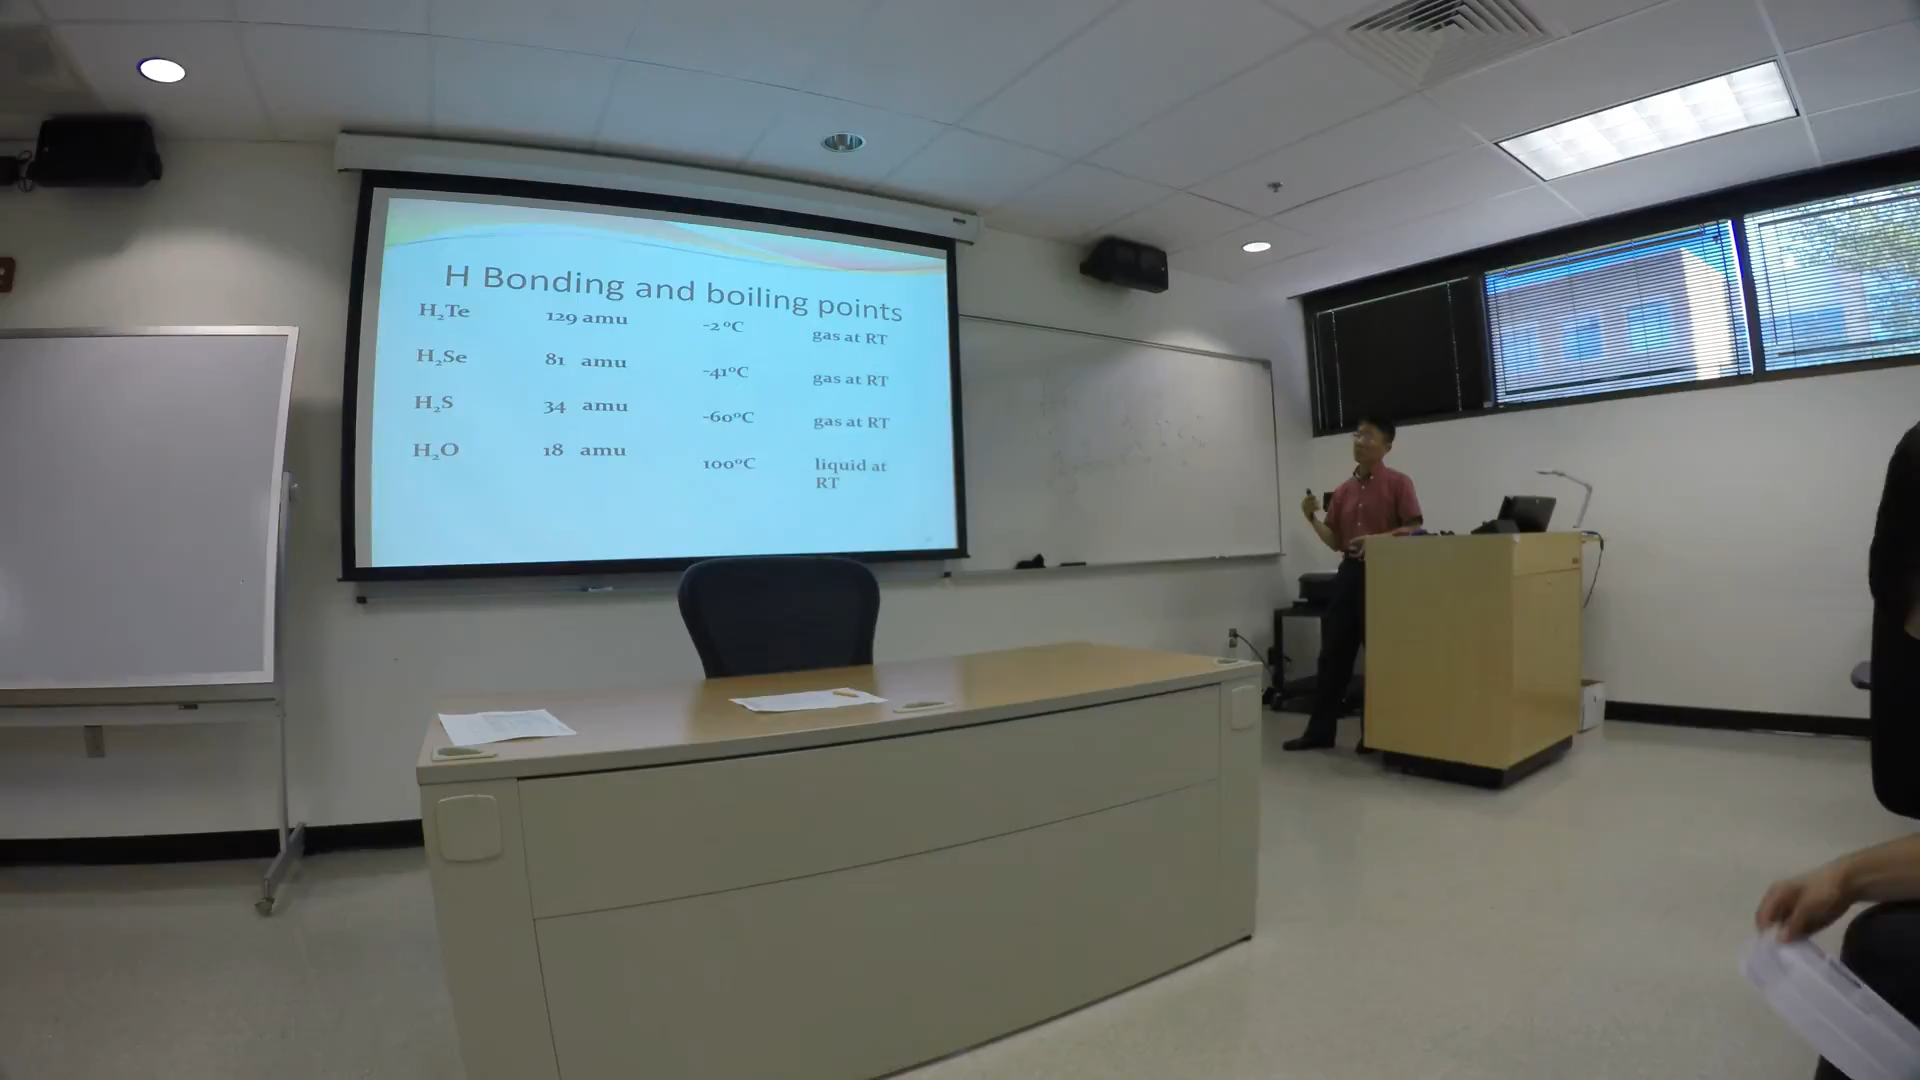 H Bonding and boiling points
H₂Te 129 amu -2°C gas at RT
H₂Se 81 amu -41°C gas at RT
H₂S 34 amu -60°C gas at RT
H₂O 18 amu 100°C liquid at
RT